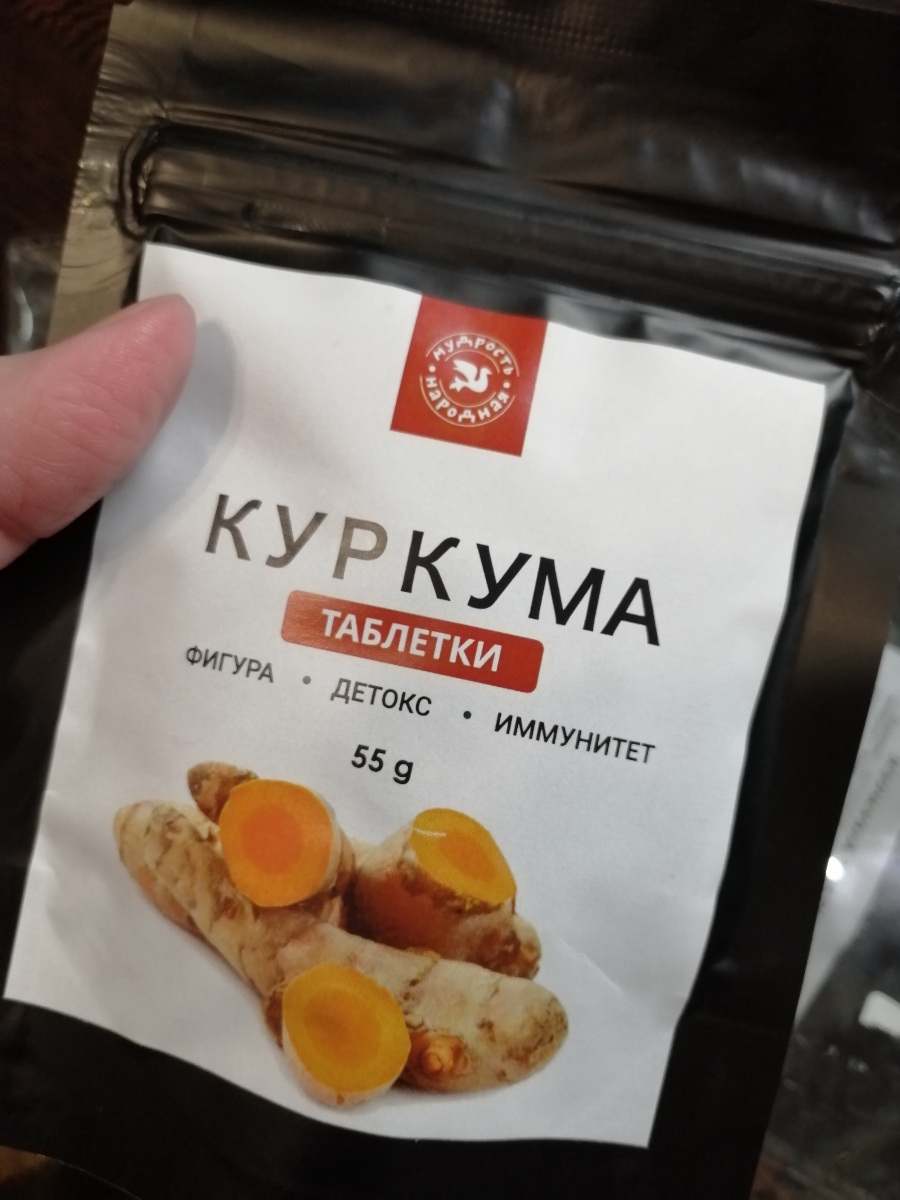 мудрость
народная
КУРКУМА
ТАБЛЕТКИ
ФИГУРА • ДЕТОКС • ИММУНИТЕТ
55 g